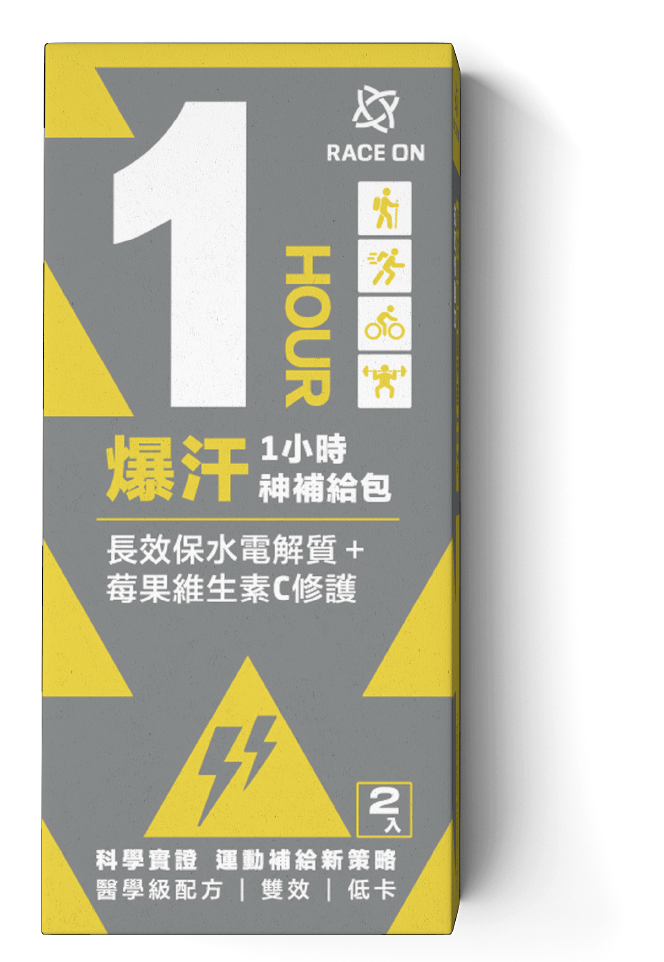 1
RACE ON
HOUR
爆汗
1小時
神補給包
長效保水電解質+
莓果維生素C修護
2
入
科學實證 運動補給新策略
醫學級配方 | 雙效 | 低卡